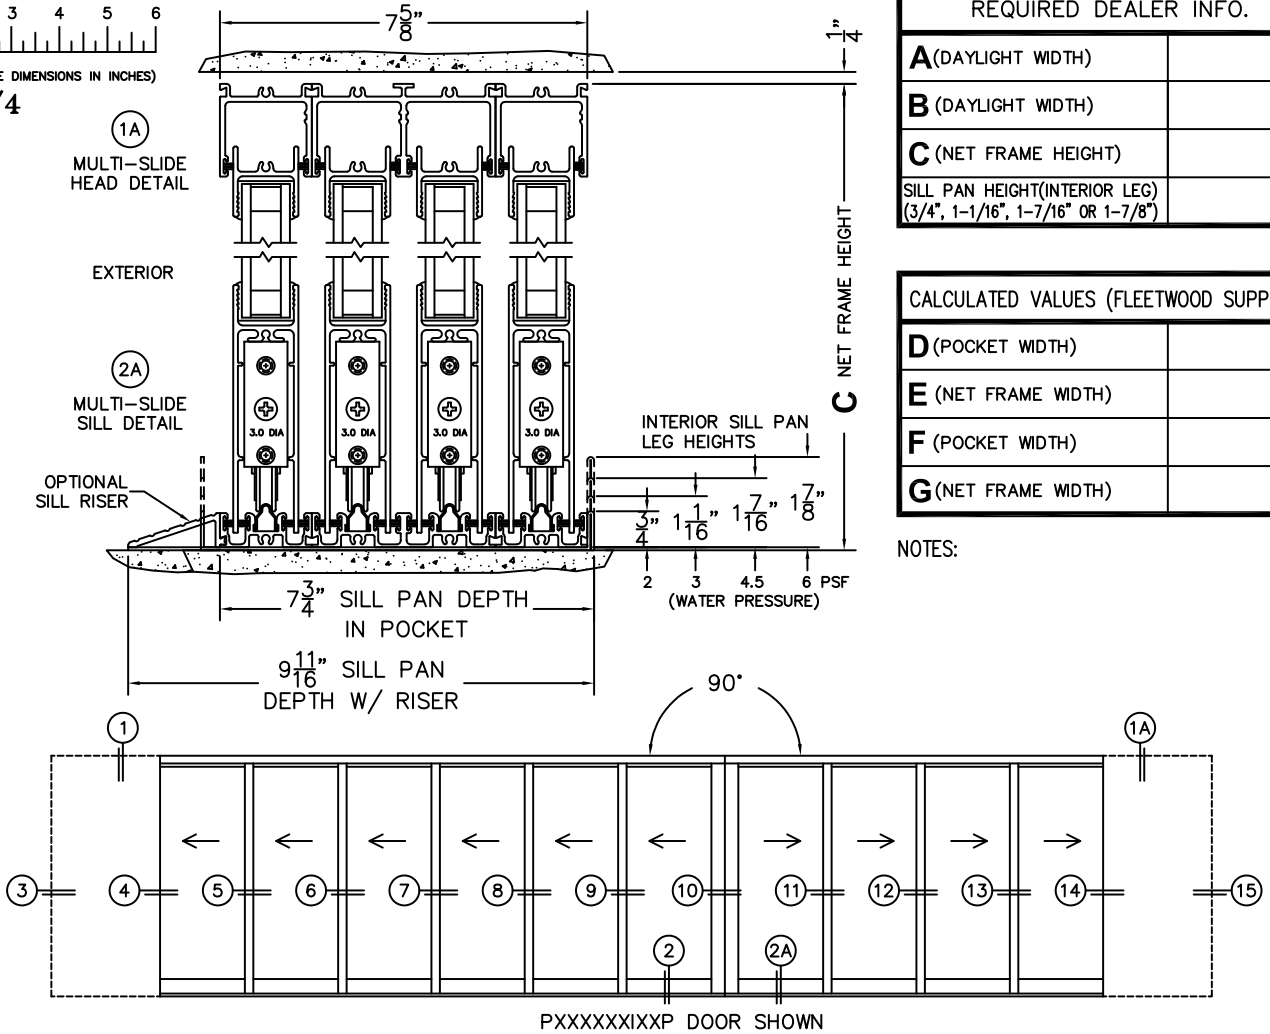 3 4 5 6
E DIMENSIONS IN INCHES)
/4
7 5/8"
1/4"
REQUIRED DEALER INFO.
A (DAYLIGHT WIDTH)
B (DAYLIGHT WIDTH)
C (NET FRAME HEIGHT)
SILL PAN HEIGHT(INTERIOR LEG)
(3/4", 1-1/16", 1-7/16" OR 1-7/8")
1A
MULTI-SLIDE
HEAD DETAIL
EXTERIOR
C NET FRAME HEIGHT
CALCULATED VALUES (FLEETWOOD SUPP
D (POCKET WIDTH)
E (NET FRAME WIDTH)
F (POCKET WIDTH)
G (NET FRAME WIDTH)
NOTES:
2A
MULTI-SLIDE
SILL DETAIL
3.0 DIA 3.0 DIA 3.0 DIA 3.0 DIA
INTERIOR SILL PAN
LEG HEIGHTS
OPTIONAL
SILL RISER
3/4" 1 1/16" 1 7/16" 1 7/8"
2 3 4.5 6 PSF
(WATER PRESSURE)
7 3/4" SILL PAN DEPTH
IN POCKET
9 11/16" SILL PAN
DEPTH W/ RISER
90°
1 1A
3 4 5 6 7 8 9 10 11 12 13 14 15
2 2A
PXXXXXXIXXP DOOR SHOWN